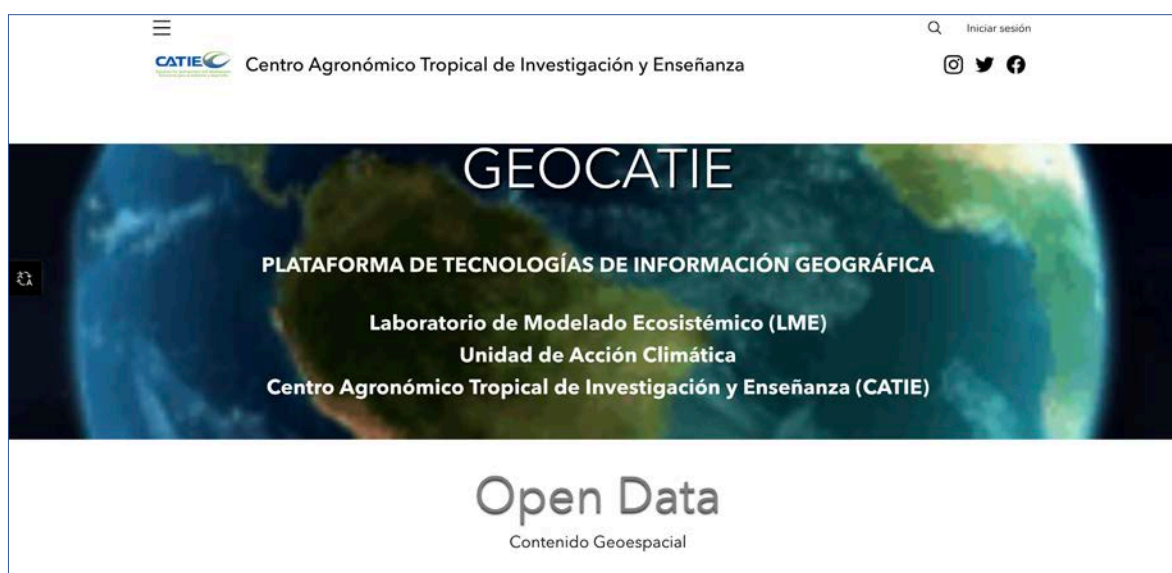 Iniciar sesión
CATIE
Centro Agronómico Tropical de Investigación y Enseñanza
GEOCATIE
PLATAFORMA DE TECNOLOGÍAS DE INFORMACIÓN GEOGRÁFICA
Laboratorio de Modelado Ecosistémico (LME)
Unidad de Acción Climática
Centro Agronómico Tropical de Investigación y Enseñanza (CATIE)
Open Data
Contenido Geoespacial